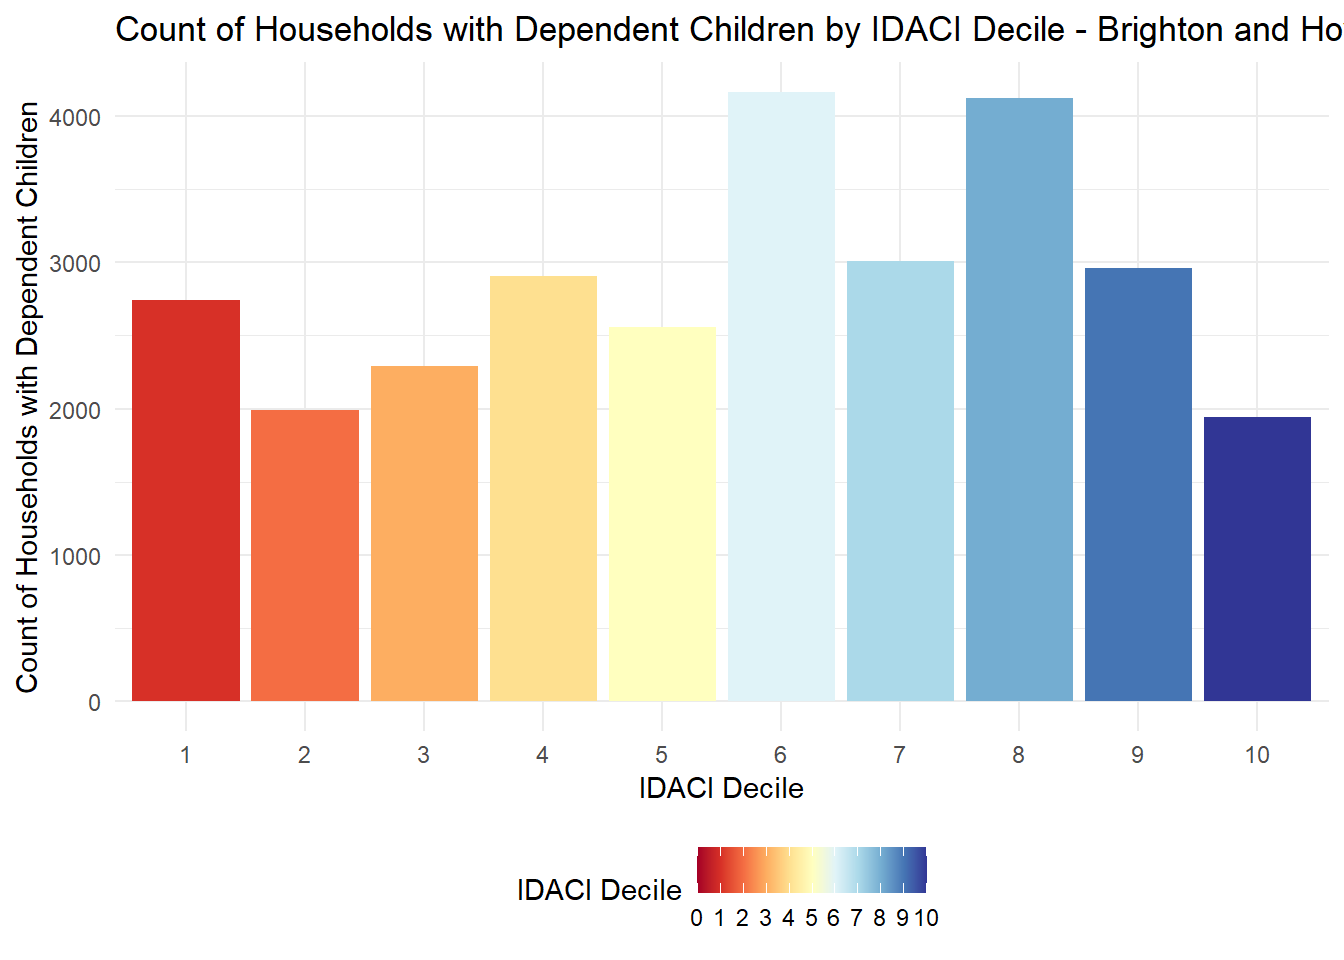 Count of Households with Dependent Children by IDACI Decile - Brighton and Ho
Count of Households with Dependent Children
4000
3000
2000
1000
0
1 2 3 4 5 6 7 8 9 10
IDACI Decile
IDACI Decile
0 1 2 3 4 5 6 7 8 9 10